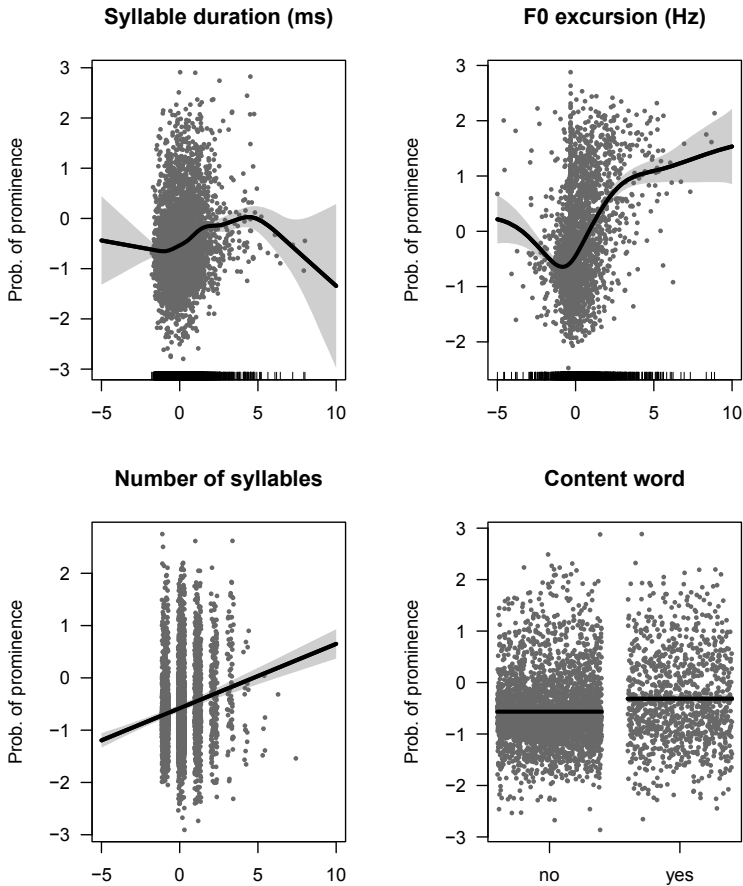 Syllable duration (ms)
Prob. of prominence
3
2
1
0
−1
−2
−3
−5 0 5 10
F0 excursion (Hz)
Prob. of prominence
3
2
1
0
−1
−2
−5 0 5 10
Number of syllables
Prob. of prominence
2
1
0
−1
−2
−3
−5 0 5 10
Content word
Prob. of prominence
3
2
1
0
−1
−2
−3
no yes